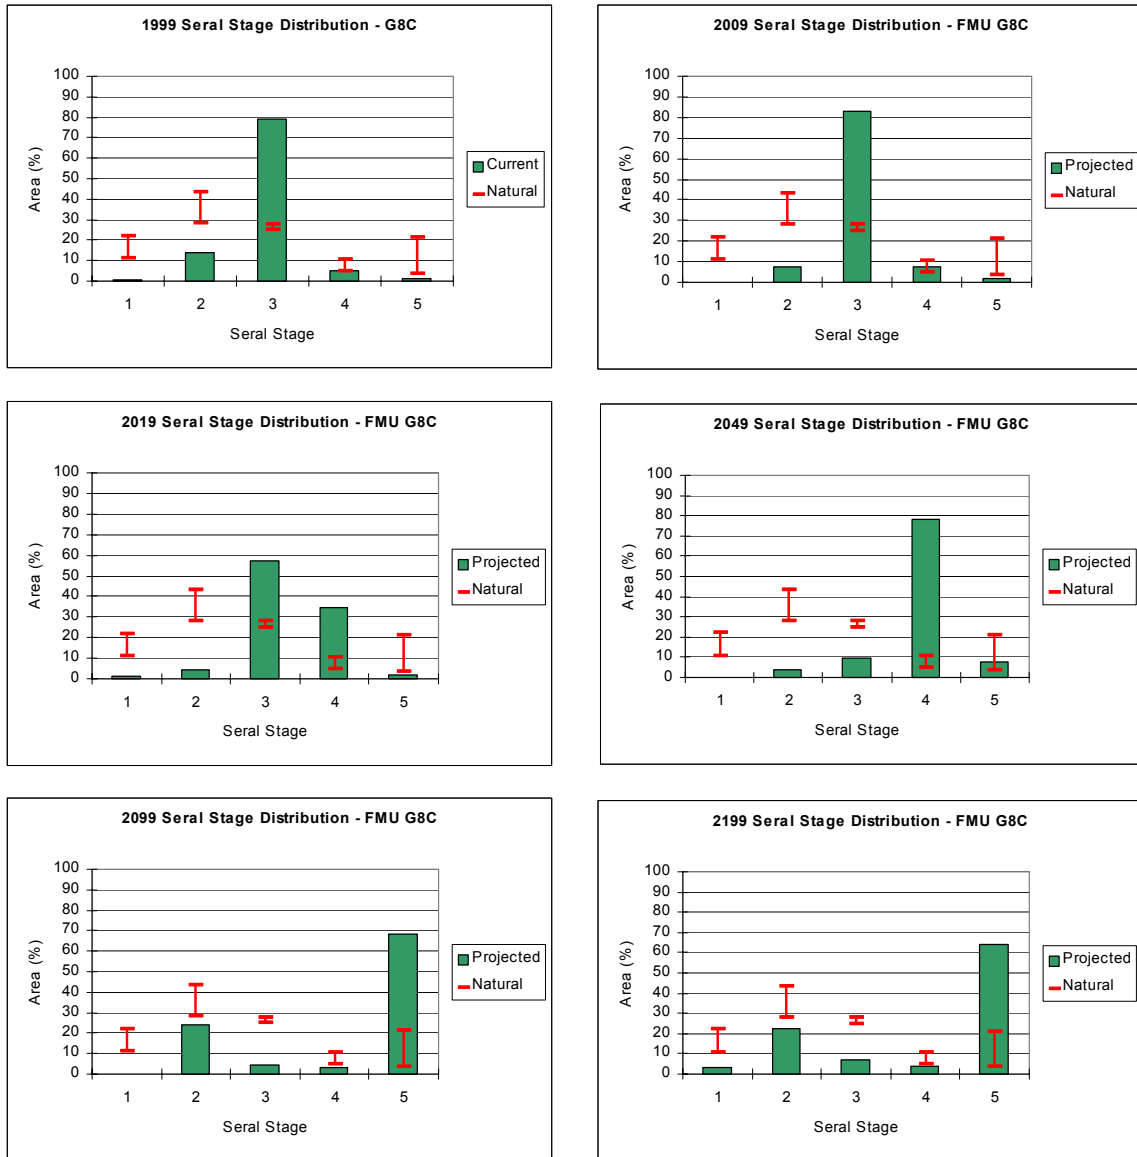 1999 Seral Stage Distribution - G8C
100
90
80
70
60
50
40
30
20
10
0
Area (%)
1 2 3 4 5
Seral Stage
Current
Natural
2009 Seral Stage Distribution - FMU G8C
100
90
80
70
60
50
40
30
20
10
0
Area (%)
1 2 3 4 5
Seral Stage
Projected
Natural
2019 Seral Stage Distribution - FMU G8C
100
90
80
70
60
50
40
30
20
10
0
Area (%)
1 2 3 4 5
Seral Stage
Projected
Natural
2049 Seral Stage Distribution - FMU G8C
100
90
80
70
60
50
40
30
20
10
0
Area (%)
1 2 3 4 5
Seral Stage
Projected
Natural
2099 Seral Stage Distribution - FMU G8C
100
90
80
70
60
50
40
30
20
10
0
Area (%)
1 2 3 4 5
Seral Stage
Projected
Natural
2199 Seral Stage Distribution - FMU G8C
100
90
80
70
60
50
40
30
20
10
0
Area (%)
1 2 3 4 5
Seral Stage
Projected
Natural